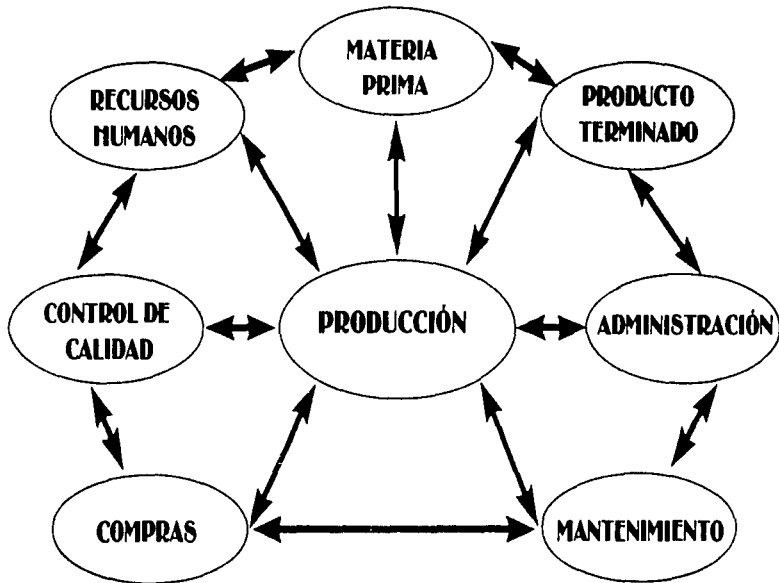 MATERIA
PRIMA
RECURSOS
HUMANOS
PRODUCTO
TERMINADO
CONTROL DE
CALIDAD
PRODUCCIÓN
ADMINISTRACIÓN
COMPRAS
MANTENIMIENTO